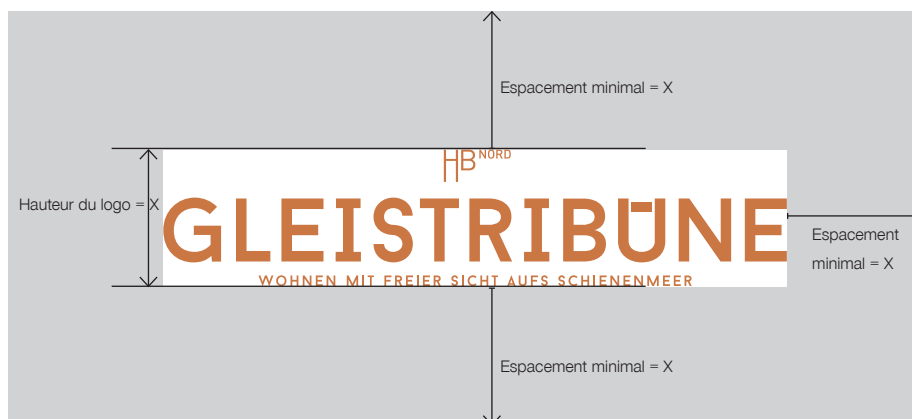 Espacement minimal = X
HB NORD
Hauteur du logo = X
GLEISTRIBÜNE
Espacement
minimal = X
WOHNEN MIT FREIER SICHT AUFS SCHIENENMEER
Espacement minimal = X